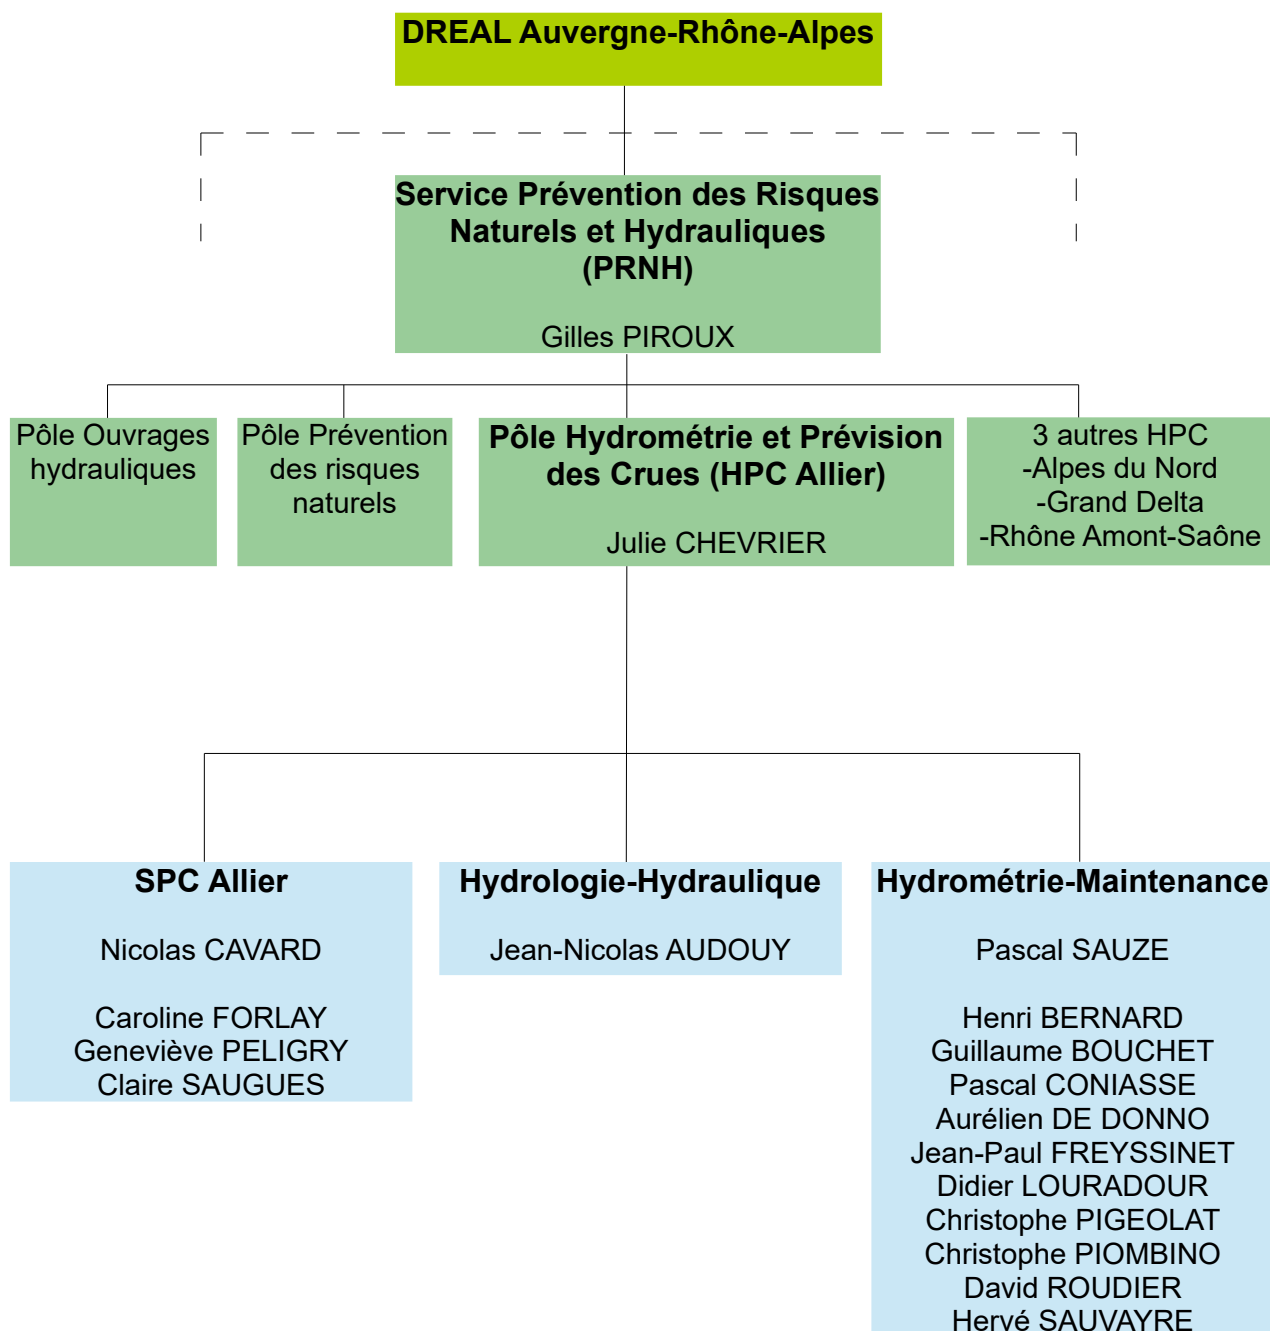 DREAL Auvergne-Rhône-Alpes
Service Prévention des Risques
Naturels et Hydrauliques
(PRNH)
Gilles PIROUX
Pôle Ouvrages
hydrauliques
Pôle Prévention
des risques
naturels
Pôle Hydrométrie et Prévision
des Crues (HPC Allier)
Julie CHEVRIER
3 autres HPC
-Alpes du Nord
-Grand Delta
-Rhône Amont-Saône
SPC Allier
Nicolas CAVARD
Caroline FORLAY
Geneviève PELIGRY
Claire SAUGUES
Hydrologie-Hydraulique
Jean-Nicolas AUDOUY
Hydrométrie-Maintenance
Pascal SAUZE
Henri BERNARD
Guillaume BOUCHET
Pascal CONIASSE
Aurélien DE DONNO
Jean-Paul FREYSSINET
Didier LOURADOUR
Christophe PIGEOLAT
Christophe PIOMBINO
David ROUDIER
Hervé SAUVAYRE